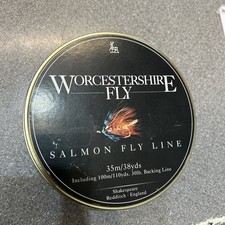 WORCESTERSHIRE
FLY
SALMON FLY LINE
35m/38yds
Including 100m/110yds. 30lb. Backing Line
Shakespeare
Redditch · England